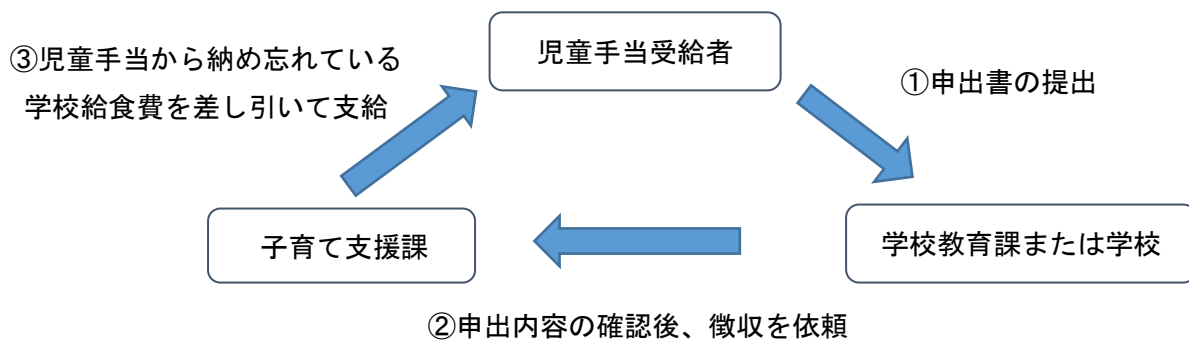 児童手当受給者
③児童手当から納め忘れている
学校給食費を差し引いて支給
①申出書の提出
子育て支援課
学校教育課または学校
②申出内容の確認後、徴収を依頼